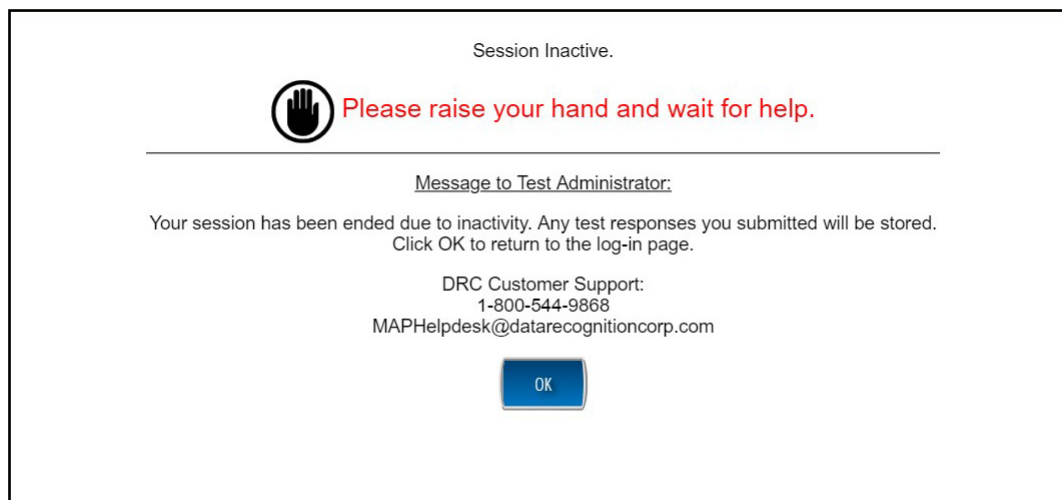 Session Inactive.
Please raise your hand and wait for help.
Message to Test Administrator:
Your session has been ended due to inactivity. Any test responses you submitted will be stored.
Click OK to return to the log-in page.
DRC Customer Support:
1-800-544-9868
MAPHelpdesk@datarecognitioncorp.com
OK